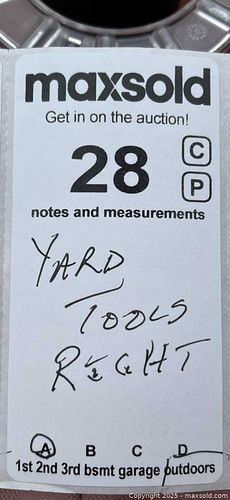 maxsold
Get in on the auction!
28
C
P
notes and measurements
YARD
TOOLS
RIGHT
A B C D
1st 2nd 3rd bsmt garage outdoors
Copyright 2025 - maxsold.com